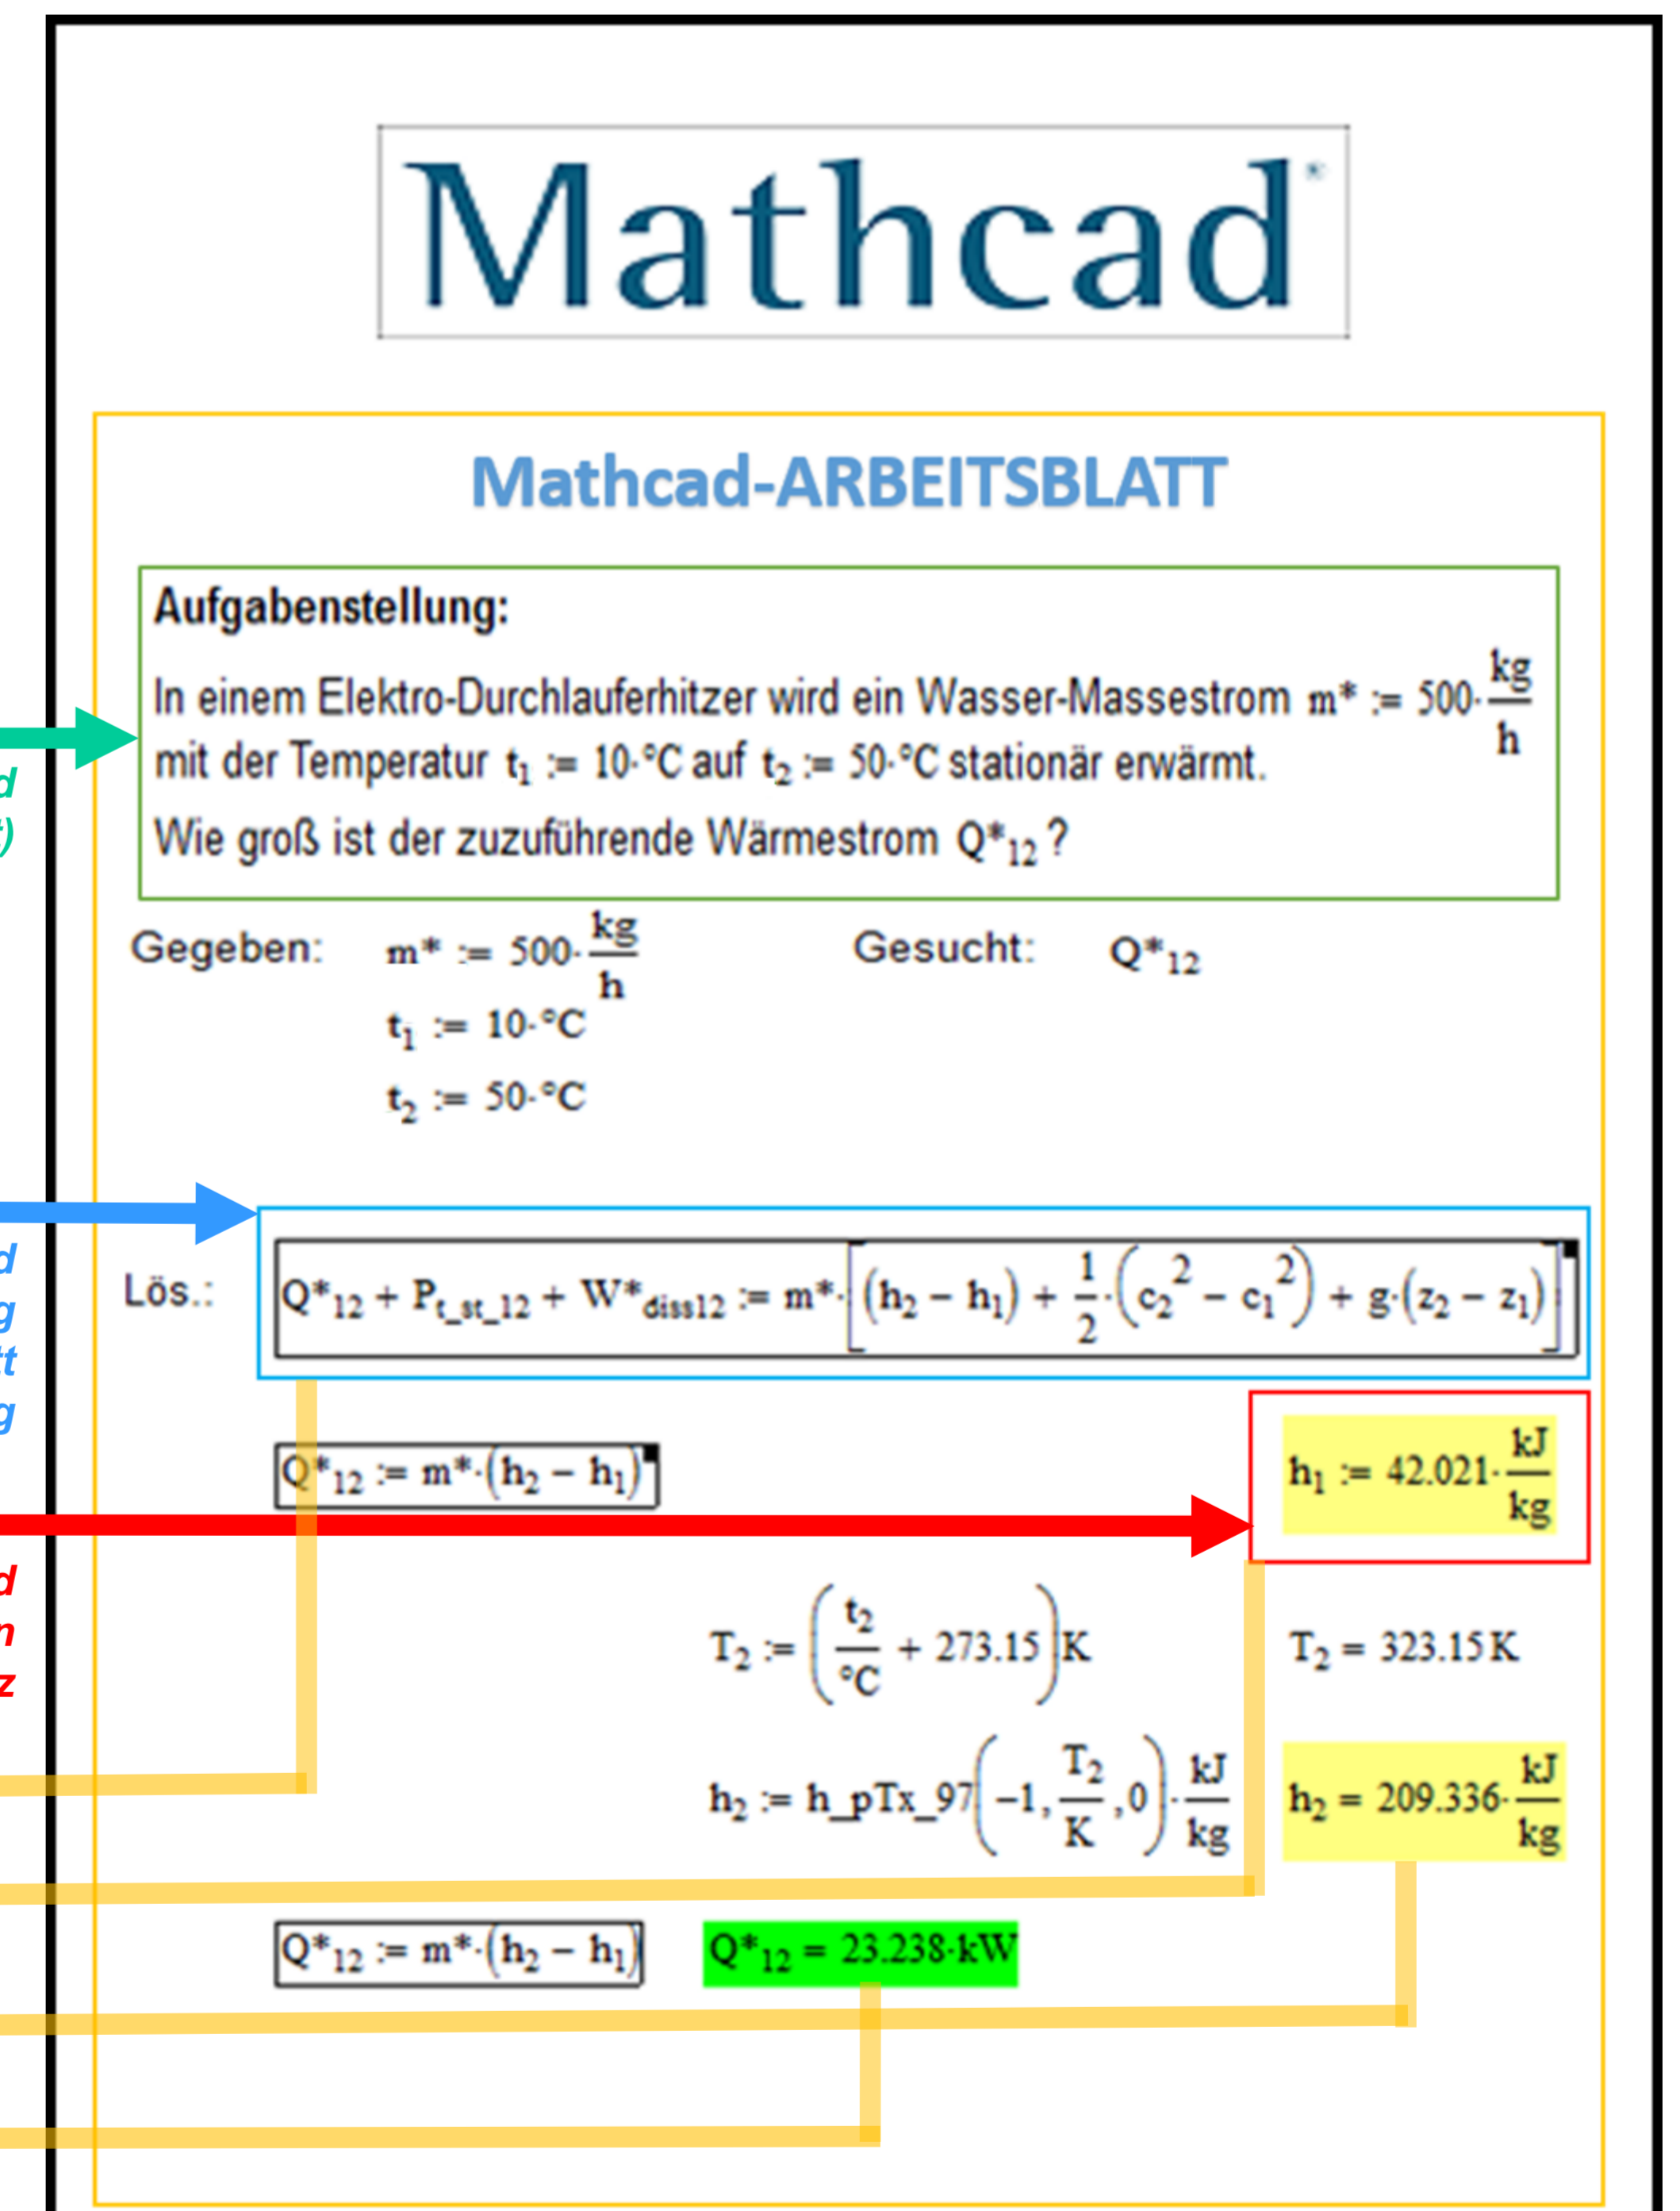 Mathcad
Mathcad-ARBEITSBLATT
Aufgabenstellung:
In einem Elektro-Durchlauferhitzer wird ein Wasser-Massestrom m* := 500·kg/h
mit der Temperatur t₁ := 10·°C auf t₂ := 50·°C stationär erwärmt.
Wie groß ist der zuzuführende Wärmestrom Q*₁₂ ?
Gegeben: m* := 500·kg/h Gesucht: Q*₁₂
t₁ := 10·°C
t₂ := 50·°C
Lös.: Q*₁₂ + P_t_st_12 + W*_diss12 := m*·[(h₂ − h₁) + 1/2·(c₂² − c₁²) + g·(z₂ − z₁)]
Q*₁₂ := m*·(h₂ − h₁) h₁ := 42.021·kJ/kg
T₂ := (t₂/°C + 273.15)K T₂ = 323.15 K
h₂ := h_pTx_97(−1, T₂/K, 0)·kJ/kg h₂ = 209.336·kJ/kg
Q*₁₂ := m*·(h₂ − h₁) Q*₁₂ = 23.238·kW